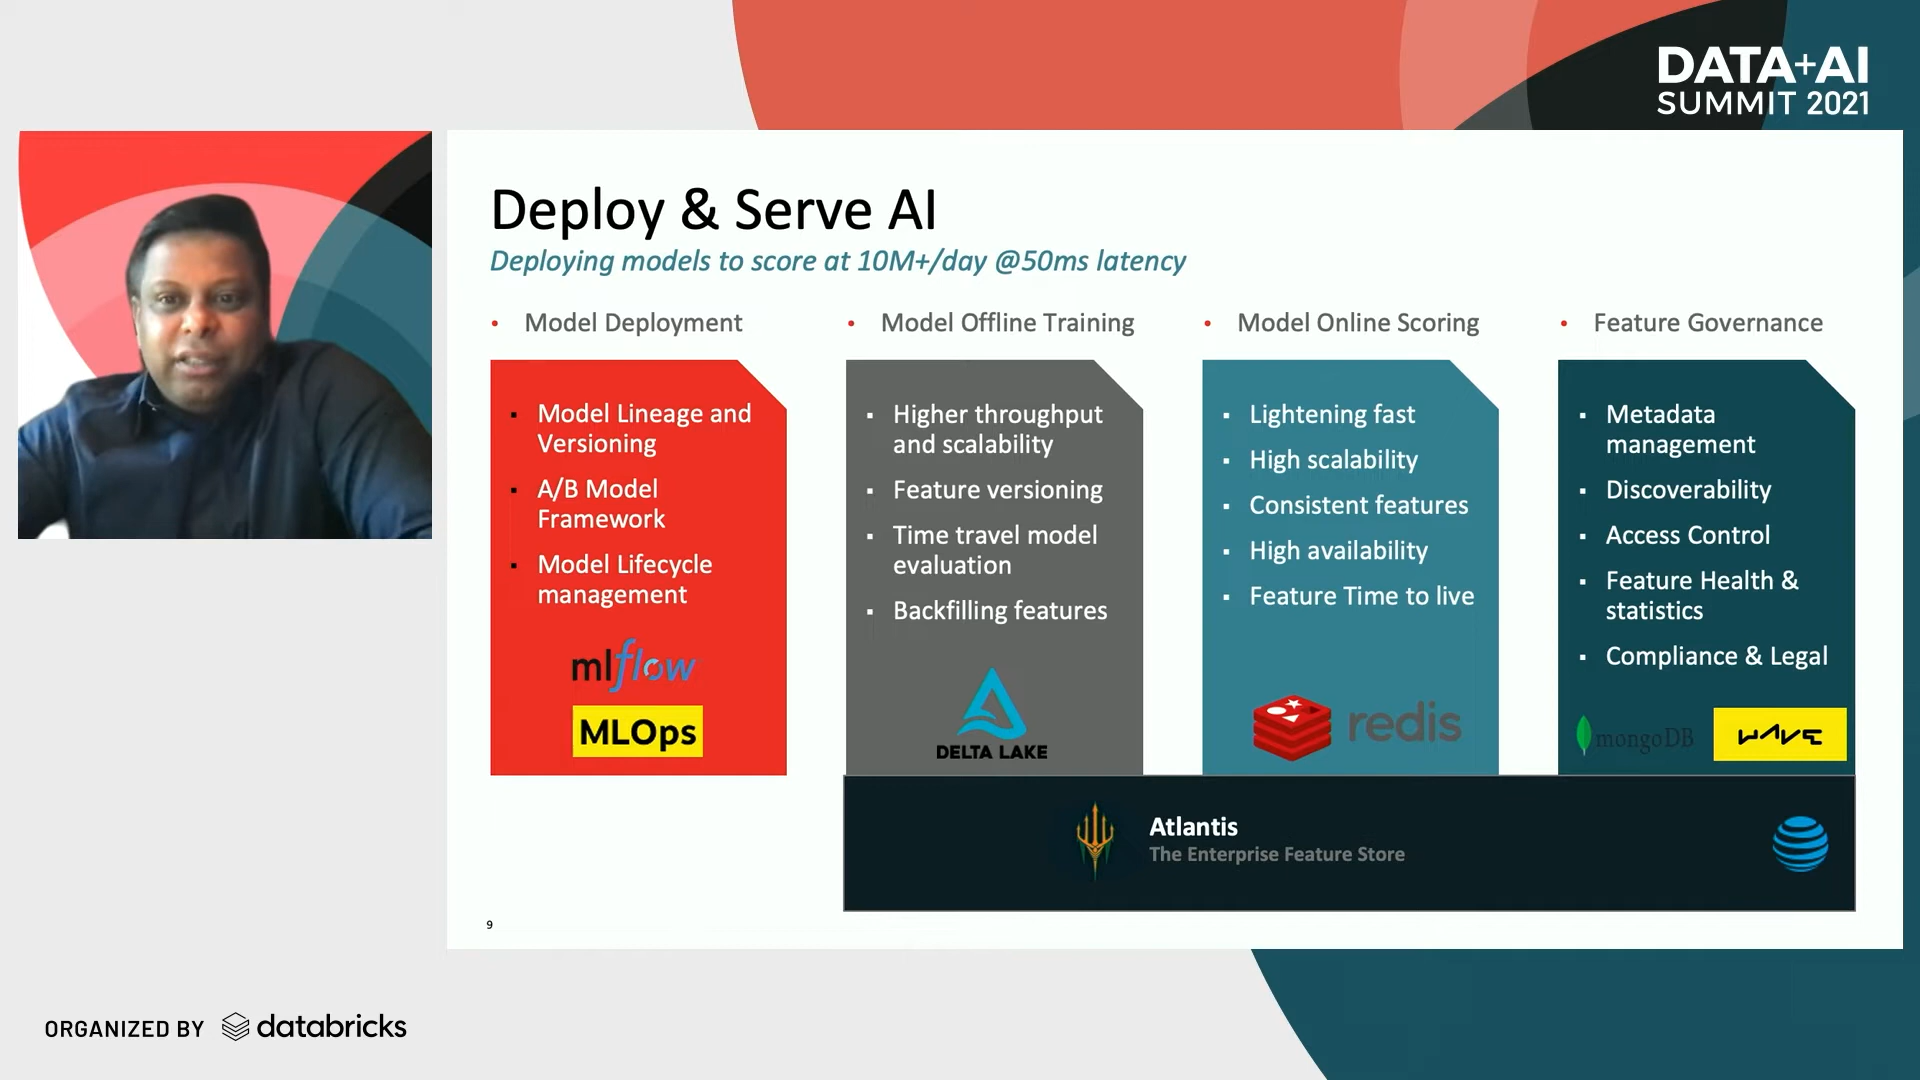 DATA+AI
SUMMIT 2021
Deploy & Serve AI
Deploying models to score at 10M+/day @50ms latency
• Model Deployment
▪ Model Lineage and
Versioning
▪ A/B Model
Framework
▪ Model Lifecycle
management
mlflow
MLOps
• Model Offline Training
▪ Higher throughput
and scalability
▪ Feature versioning
▪ Time travel model
evaluation
▪ Backfilling features
DELTA LAKE
• Model Online Scoring
▪ Lightening fast
▪ High scalability
▪ Consistent features
▪ High availability
▪ Feature Time to live
redis
• Feature Governance
▪ Metadata
management
▪ Discoverability
▪ Access Control
▪ Feature Health &
statistics
▪ Compliance & Legal
mongoDB
WAVE
Atlantis
The Enterprise Feature Store
9
ORGANIZED BY databricks